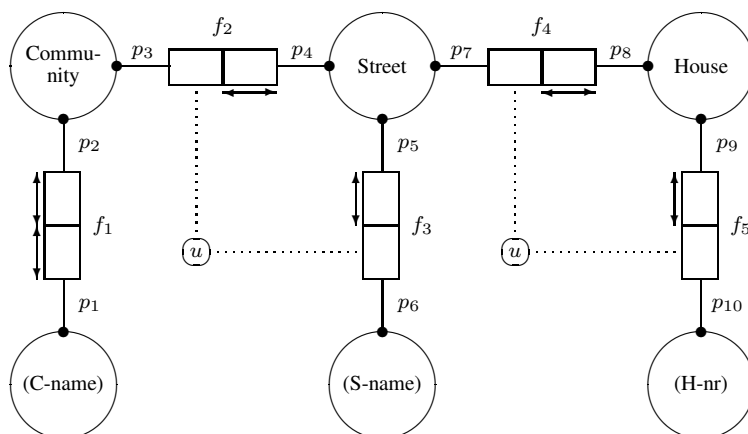 f2
f4
Commu-
nity
p3
p4
Street
p7
p8
House
p2
p5
p9
f1
f3
f5
u
u
p1
p6
p10
(C-name)
(S-name)
(H-nr)